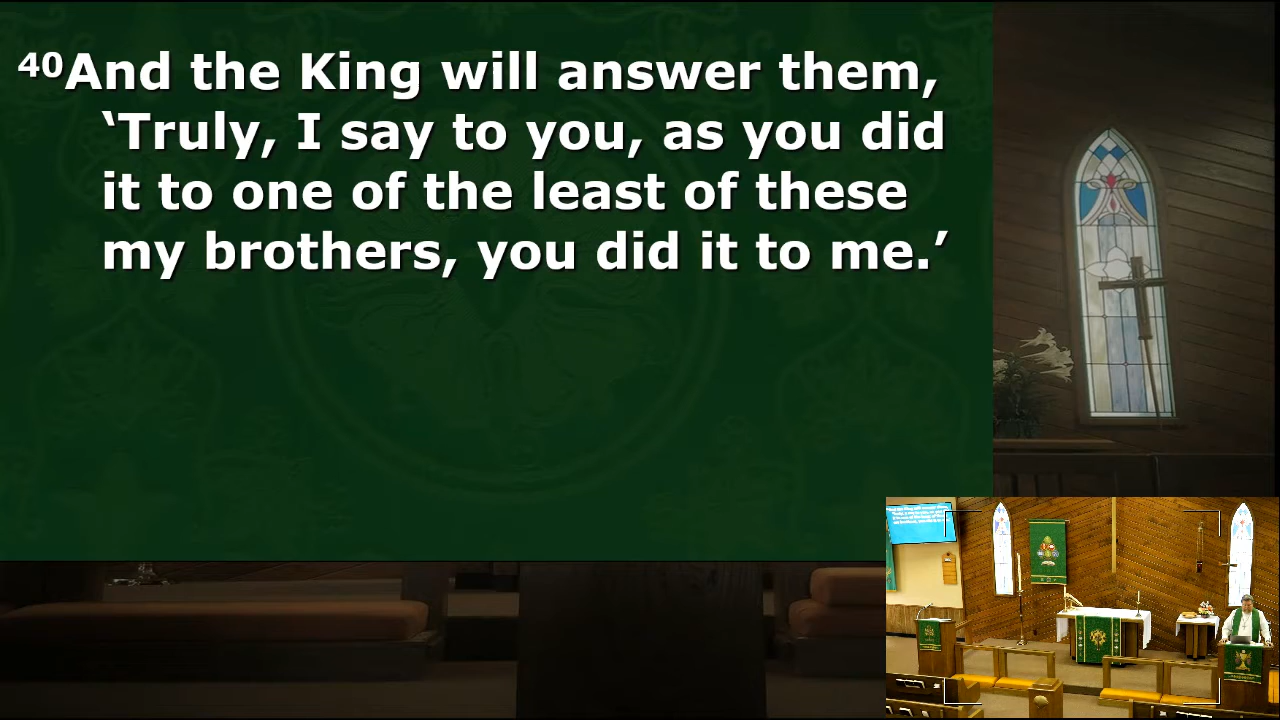 ⁴⁰And the King will answer them,
‘Truly, I say to you, as you did
it to one of the least of these
my brothers, you did it to me.’